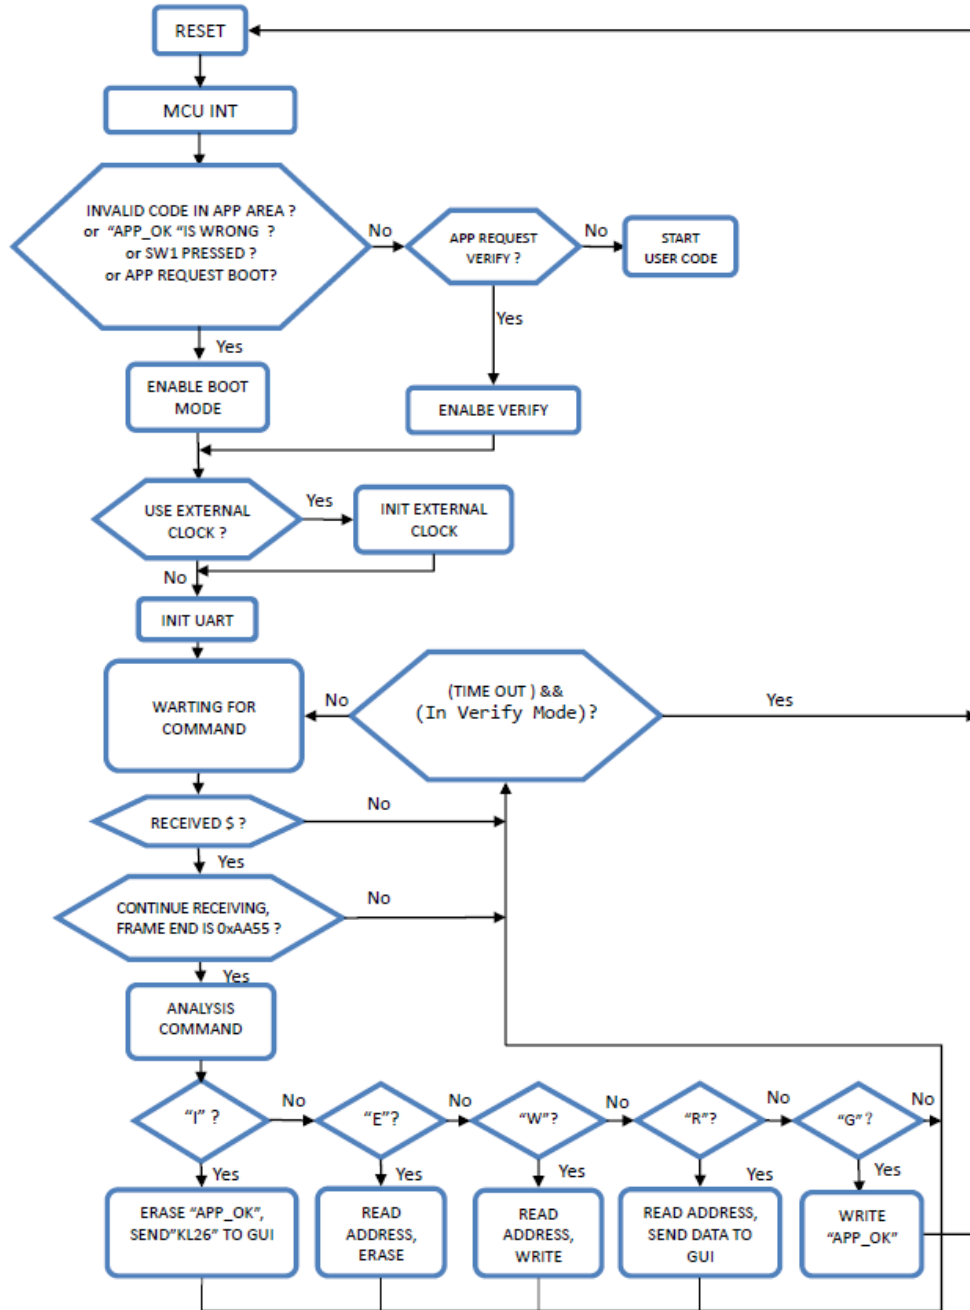 RESET
MCU INT
INVALID CODE IN APP AREA ?
or "APP_OK "IS WRONG ?
or SW1 PRESSED ?
or APP REQUEST BOOT?
No
APP REQUEST
VERIFY ?
No
START
USER CODE
Yes
Yes
ENABLE BOOT
MODE
ENALBE VERIFY
USE EXTERNAL
CLOCK ?
Yes
INIT EXTERNAL
CLOCK
No
INIT UART
WARTING FOR
COMMAND
No
(TIME OUT ) &&
(In Verify Mode)?
Yes
RECEIVED $ ?
No
Yes
CONTINUE RECEIVING,
FRAME END IS 0xAA55 ?
No
Yes
ANALYSIS
COMMAND
"I" ?
No
"E"?
No
"W"?
No
"R"?
No
"G"?
No
Yes
Yes
Yes
Yes
Yes
ERASE "APP_OK",
SEND"KL26" TO GUI
READ
ADDRESS,
ERASE
READ
ADDRESS,
WRITE
READ ADDRESS,
SEND DATA TO
GUI
WRITE
"APP_OK"